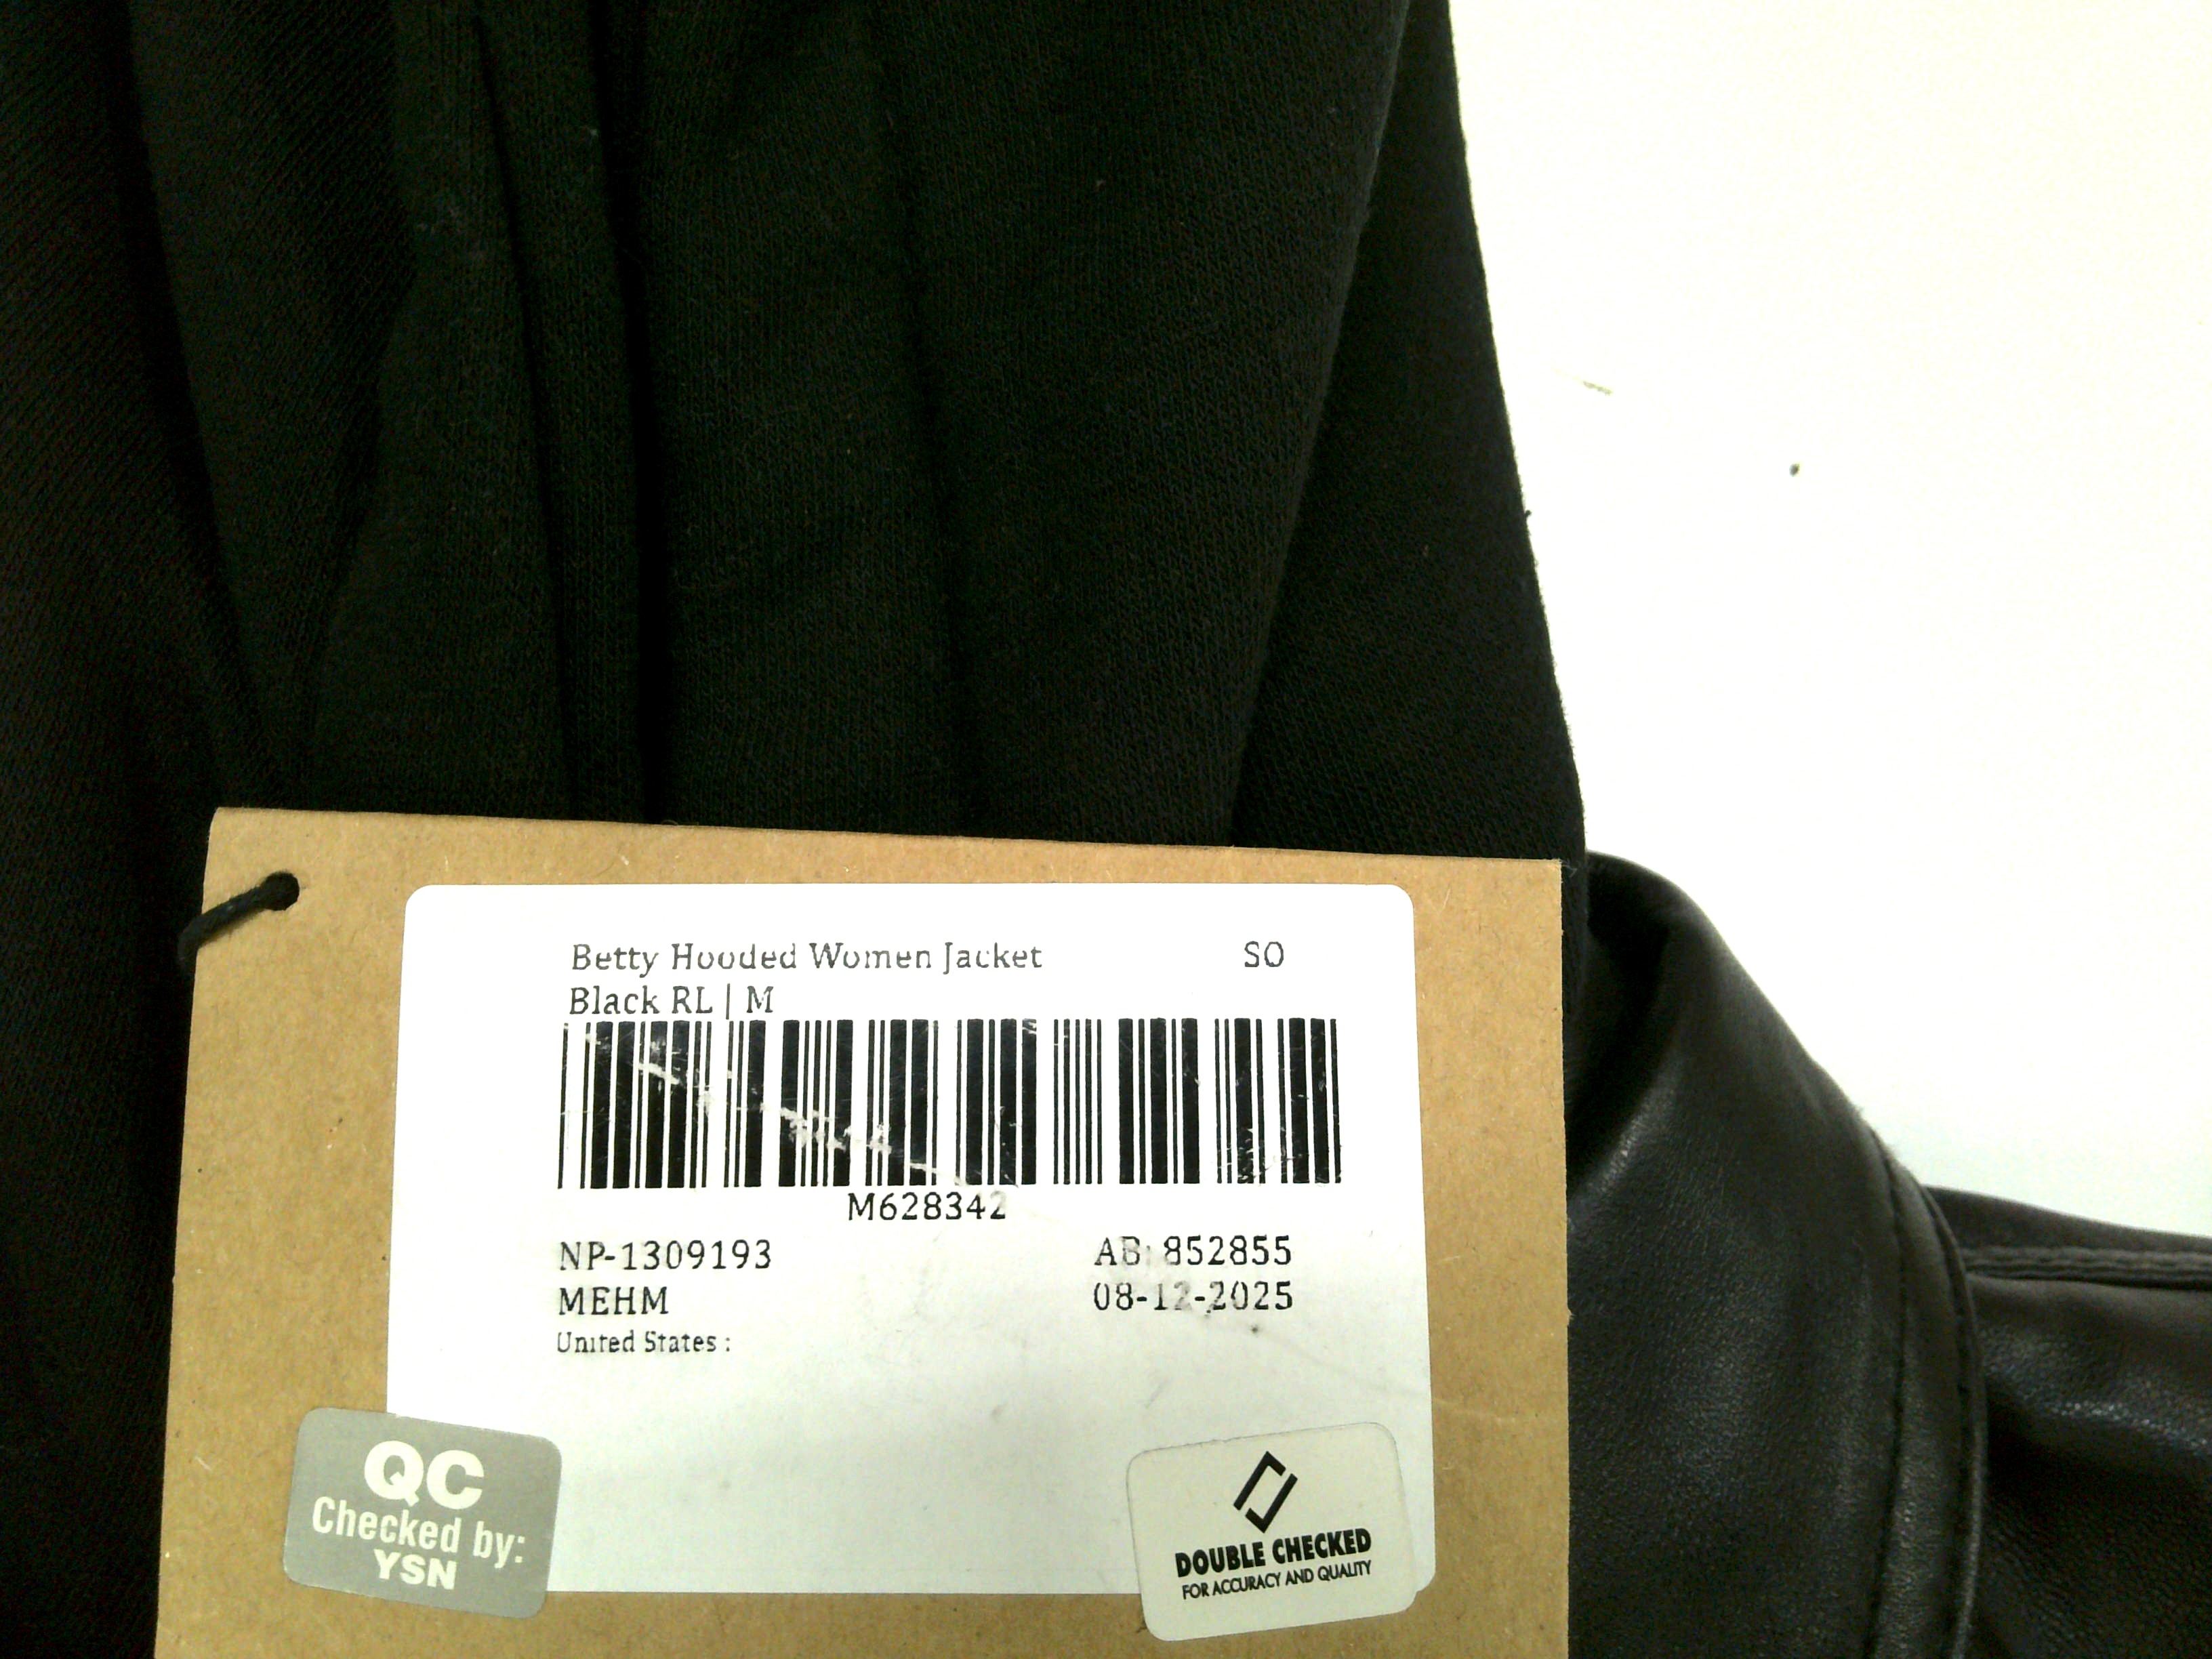 Betty Hooded Women Jacket SO
Black RL | M
M628342
NP-1309193 AB: 852855
MEHM 08-12-2025
United States :
QC
Checked by:
YSN
DOUBLE CHECKED
FOR ACCURACY AND QUALITY